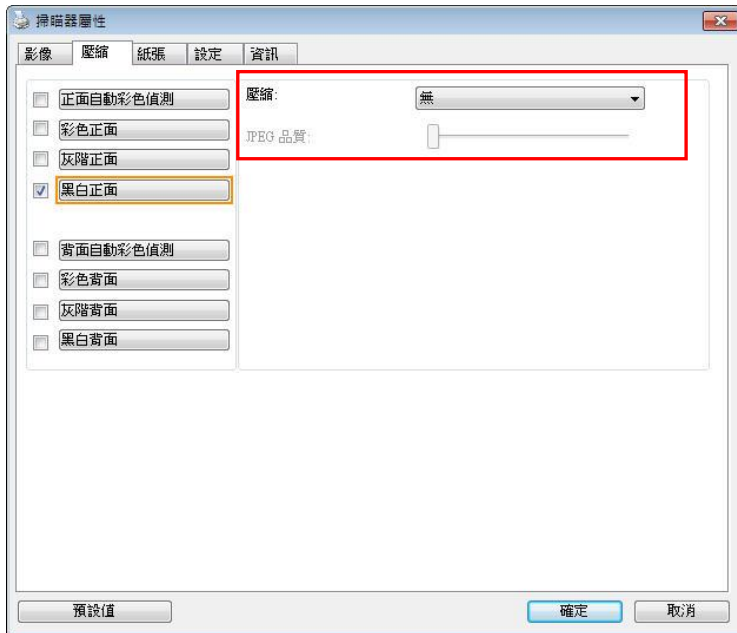 掃瞄器屬性
影像 壓縮 紙張 設定 資訊
正面自動彩色偵測
彩色正面
灰階正面
黑白正面
背面自動彩色偵測
彩色背面
灰階背面
黑白背面
壓縮: 無
JPEG 品質:
預設值 確定 取消